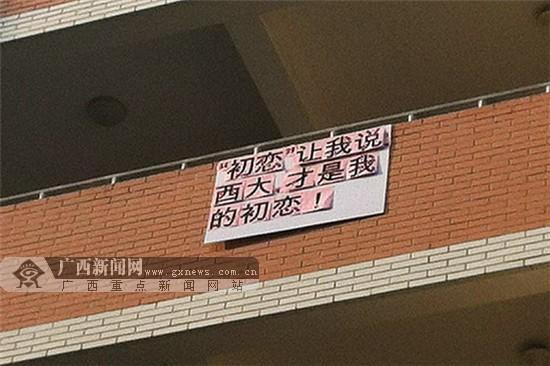 “初恋”让我说
西大,才是我
的初恋！
广西新闻网
www.gxnews.com.cn
广西重点新闻网站